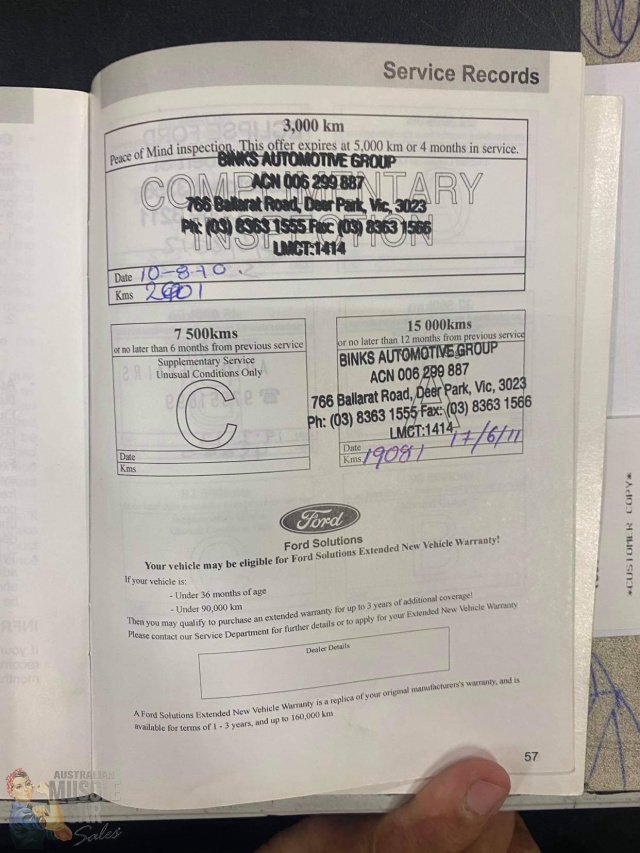 Service Records
3,000 km
Peace of Mind inspection. This offer expires at 5,000 km or 4 months in service.
COMPLIMENTARY
INSPECTION
BINKS AUTOMOTIVE GROUP
ACN 006 299 887
766 Ballarat Road, Deer Park, Vic, 3023
Ph: (03) 8363 1555 Fax: (03) 8363 1566
LMCT:1414
Date 10-8-10.
Kms
7 500kms
or no later than 6 months from previous service
Supplementary Service
Unusual Conditions Only
C
Date
Kms
15 000kms
or no later than 12 months from previous service
A
BINKS AUTOMOTIVE GROUP
ACN 006 299 887
766 Ballarat Road, Deer Park, Vic, 3023
Ph: (03) 8363 1555 Fax: (03) 8363 1566
LMCT:1414
Date 17/6/11
Kms 19081
Ford
Ford Solutions
Your vehicle may be eligible for Ford Solutions Extended New Vehicle Warranty!
If your vehicle is:
- Under 36 months of age
- Under 90,000 km
Then you may qualify to purchase an extended warranty for up to 3 years of additional coverage!
Please contact our Service Department for further details or to apply for your Extended New Vehicle Warranty
Dealer Details
A Ford Solutions Extended New Vehicle Warranty is a replica of your original manufacturers's warranty, and is
available for terms of 1 - 3 years, and up to 160,000 km
57
*CUSTOMER COPY*
AUSTRALIAN
MUSCLE
CAR
Sales